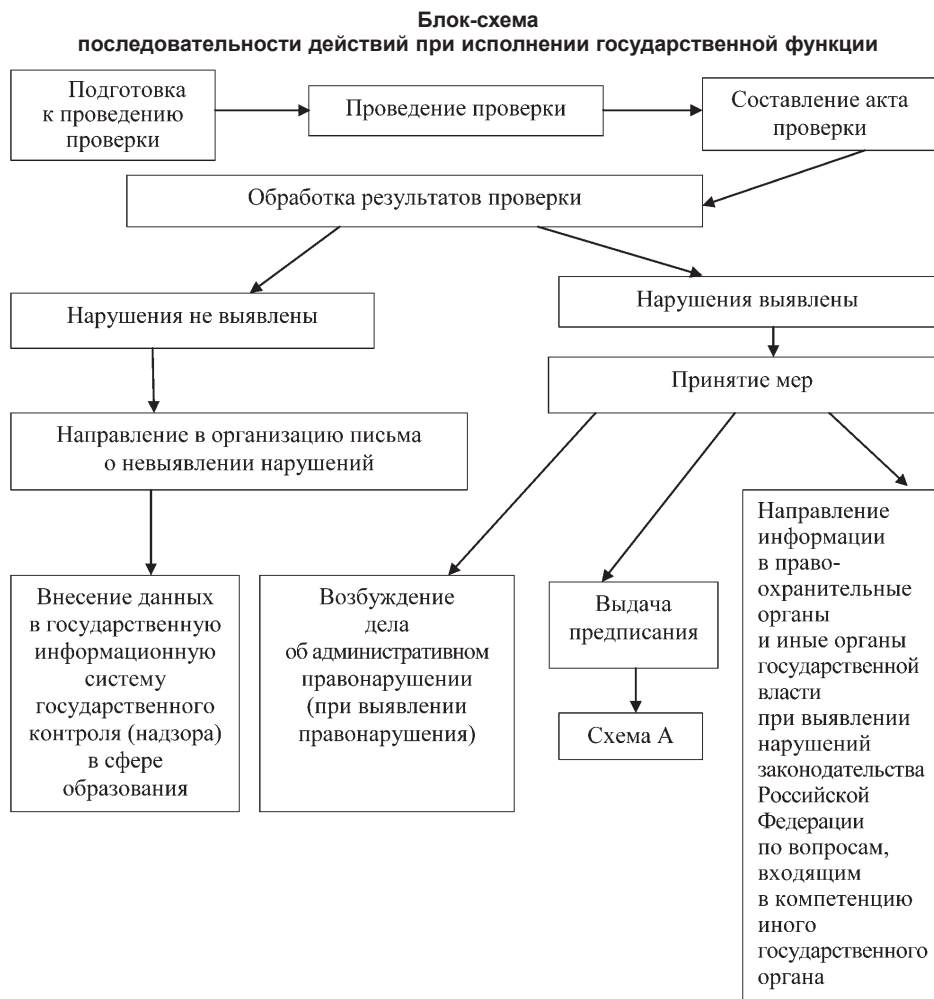 Блок-схема
последовательности действий при исполнении государственной функции
Подготовка
к проведению
проверки
Проведение проверки
Составление акта
проверки
Обработка результатов проверки
Нарушения не выявлены
Нарушения выявлены
Принятие мер
Направление в организацию письма
о невыявлении нарушений
Внесение данных
в государственную
информационную
систему
государственного
контроля (надзора)
в сфере
образования
Возбуждение
дела
об административном
правонарушении
(при выявлении
правонарушения)
Выдача
предписания
Схема А
Направление
информации
в право-
охранительные
органы
и иные органы
государственной
власти
при выявлении
нарушений
законодательства
Российской
Федерации
по вопросам,
входящим
в компетенцию
иного
государственного
органа